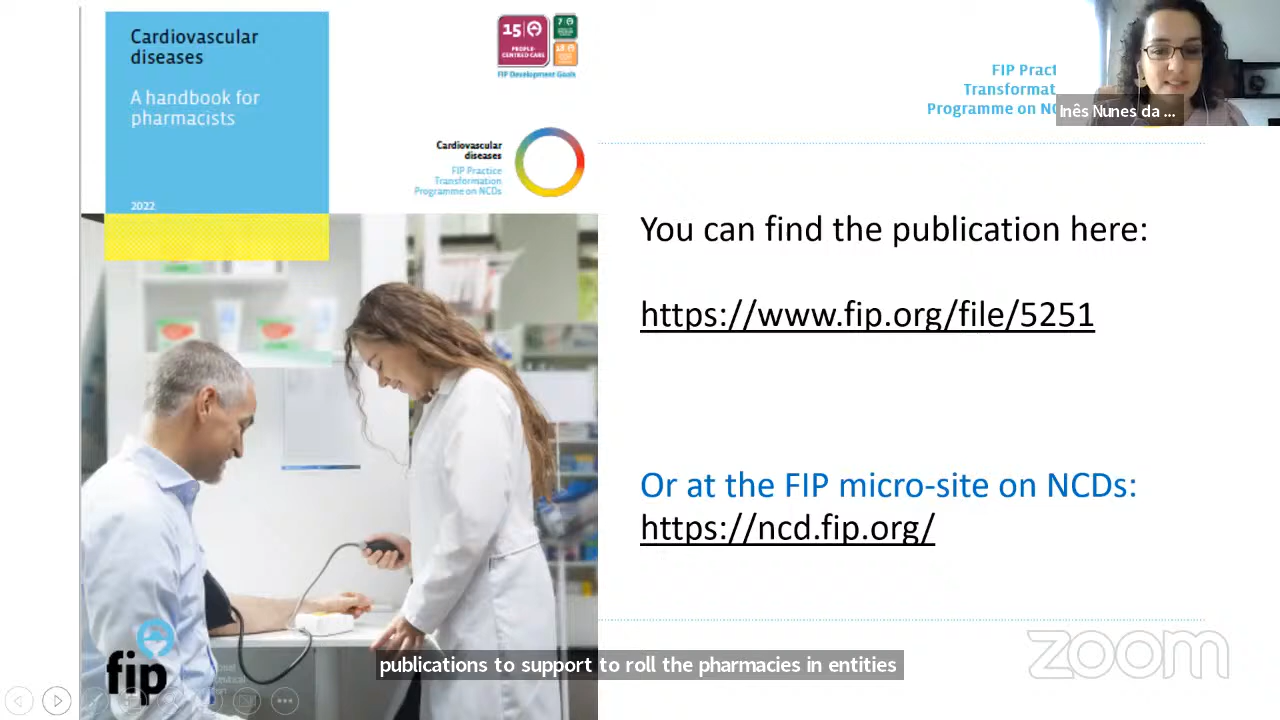 Cardiovascular
diseases
A handbook for
pharmacists
2022
15
PEOPLE-
CENTRED CARE
7
18
FIP Development Goals
Cardiovascular
diseases
FIP Practice
Transformation
Programme on NCDs
fip
FIP Pract
Transformat
Programme on NC
Inês Nunes da ...
You can find the publication here:
https://www.fip.org/file/5251
Or at the FIP micro-site on NCDs:
https://ncd.fip.org/
zoom
publications to support to roll the pharmacies in entities